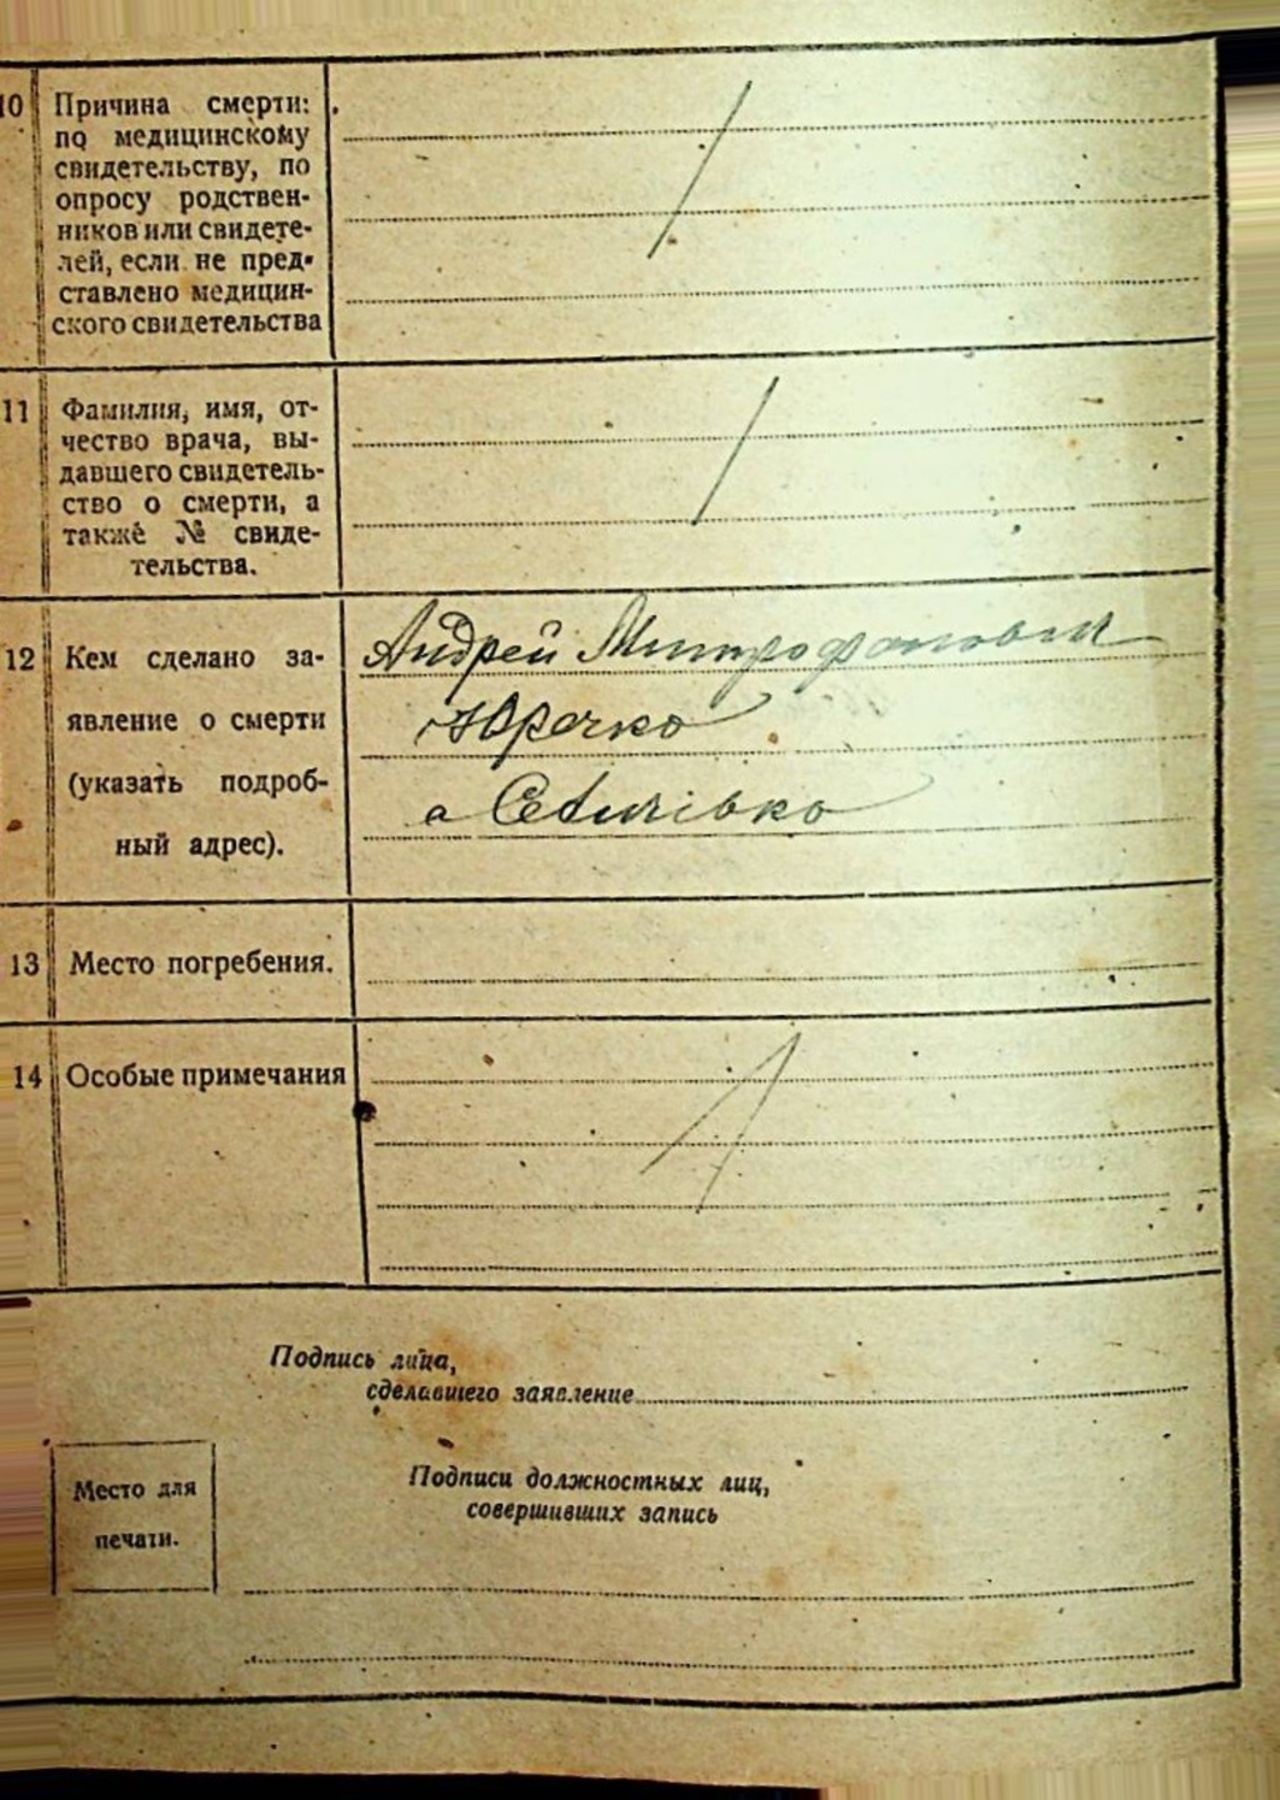 10 Причина смерти:
по медицинскому
свидетельству, по
опросу родствен-
ников или свидете-
лей, если не пред-
ставлено медицин-
ского свидетельства
11 Фамилия, имя, от-
чество врача, вы-
давшего свидетель-
ство о смерти, а
также № свиде-
тельства.
12 Кем сделано за-
явление о смерти
(указать подроб-
ный адрес).
Андрей Митрофанович
Юречко
13 Место погребения.
14 Особые примечания
Подпись лица,
сделавшего заявление
Место для
печати.
Подписи должностных лиц,
совершивших запись